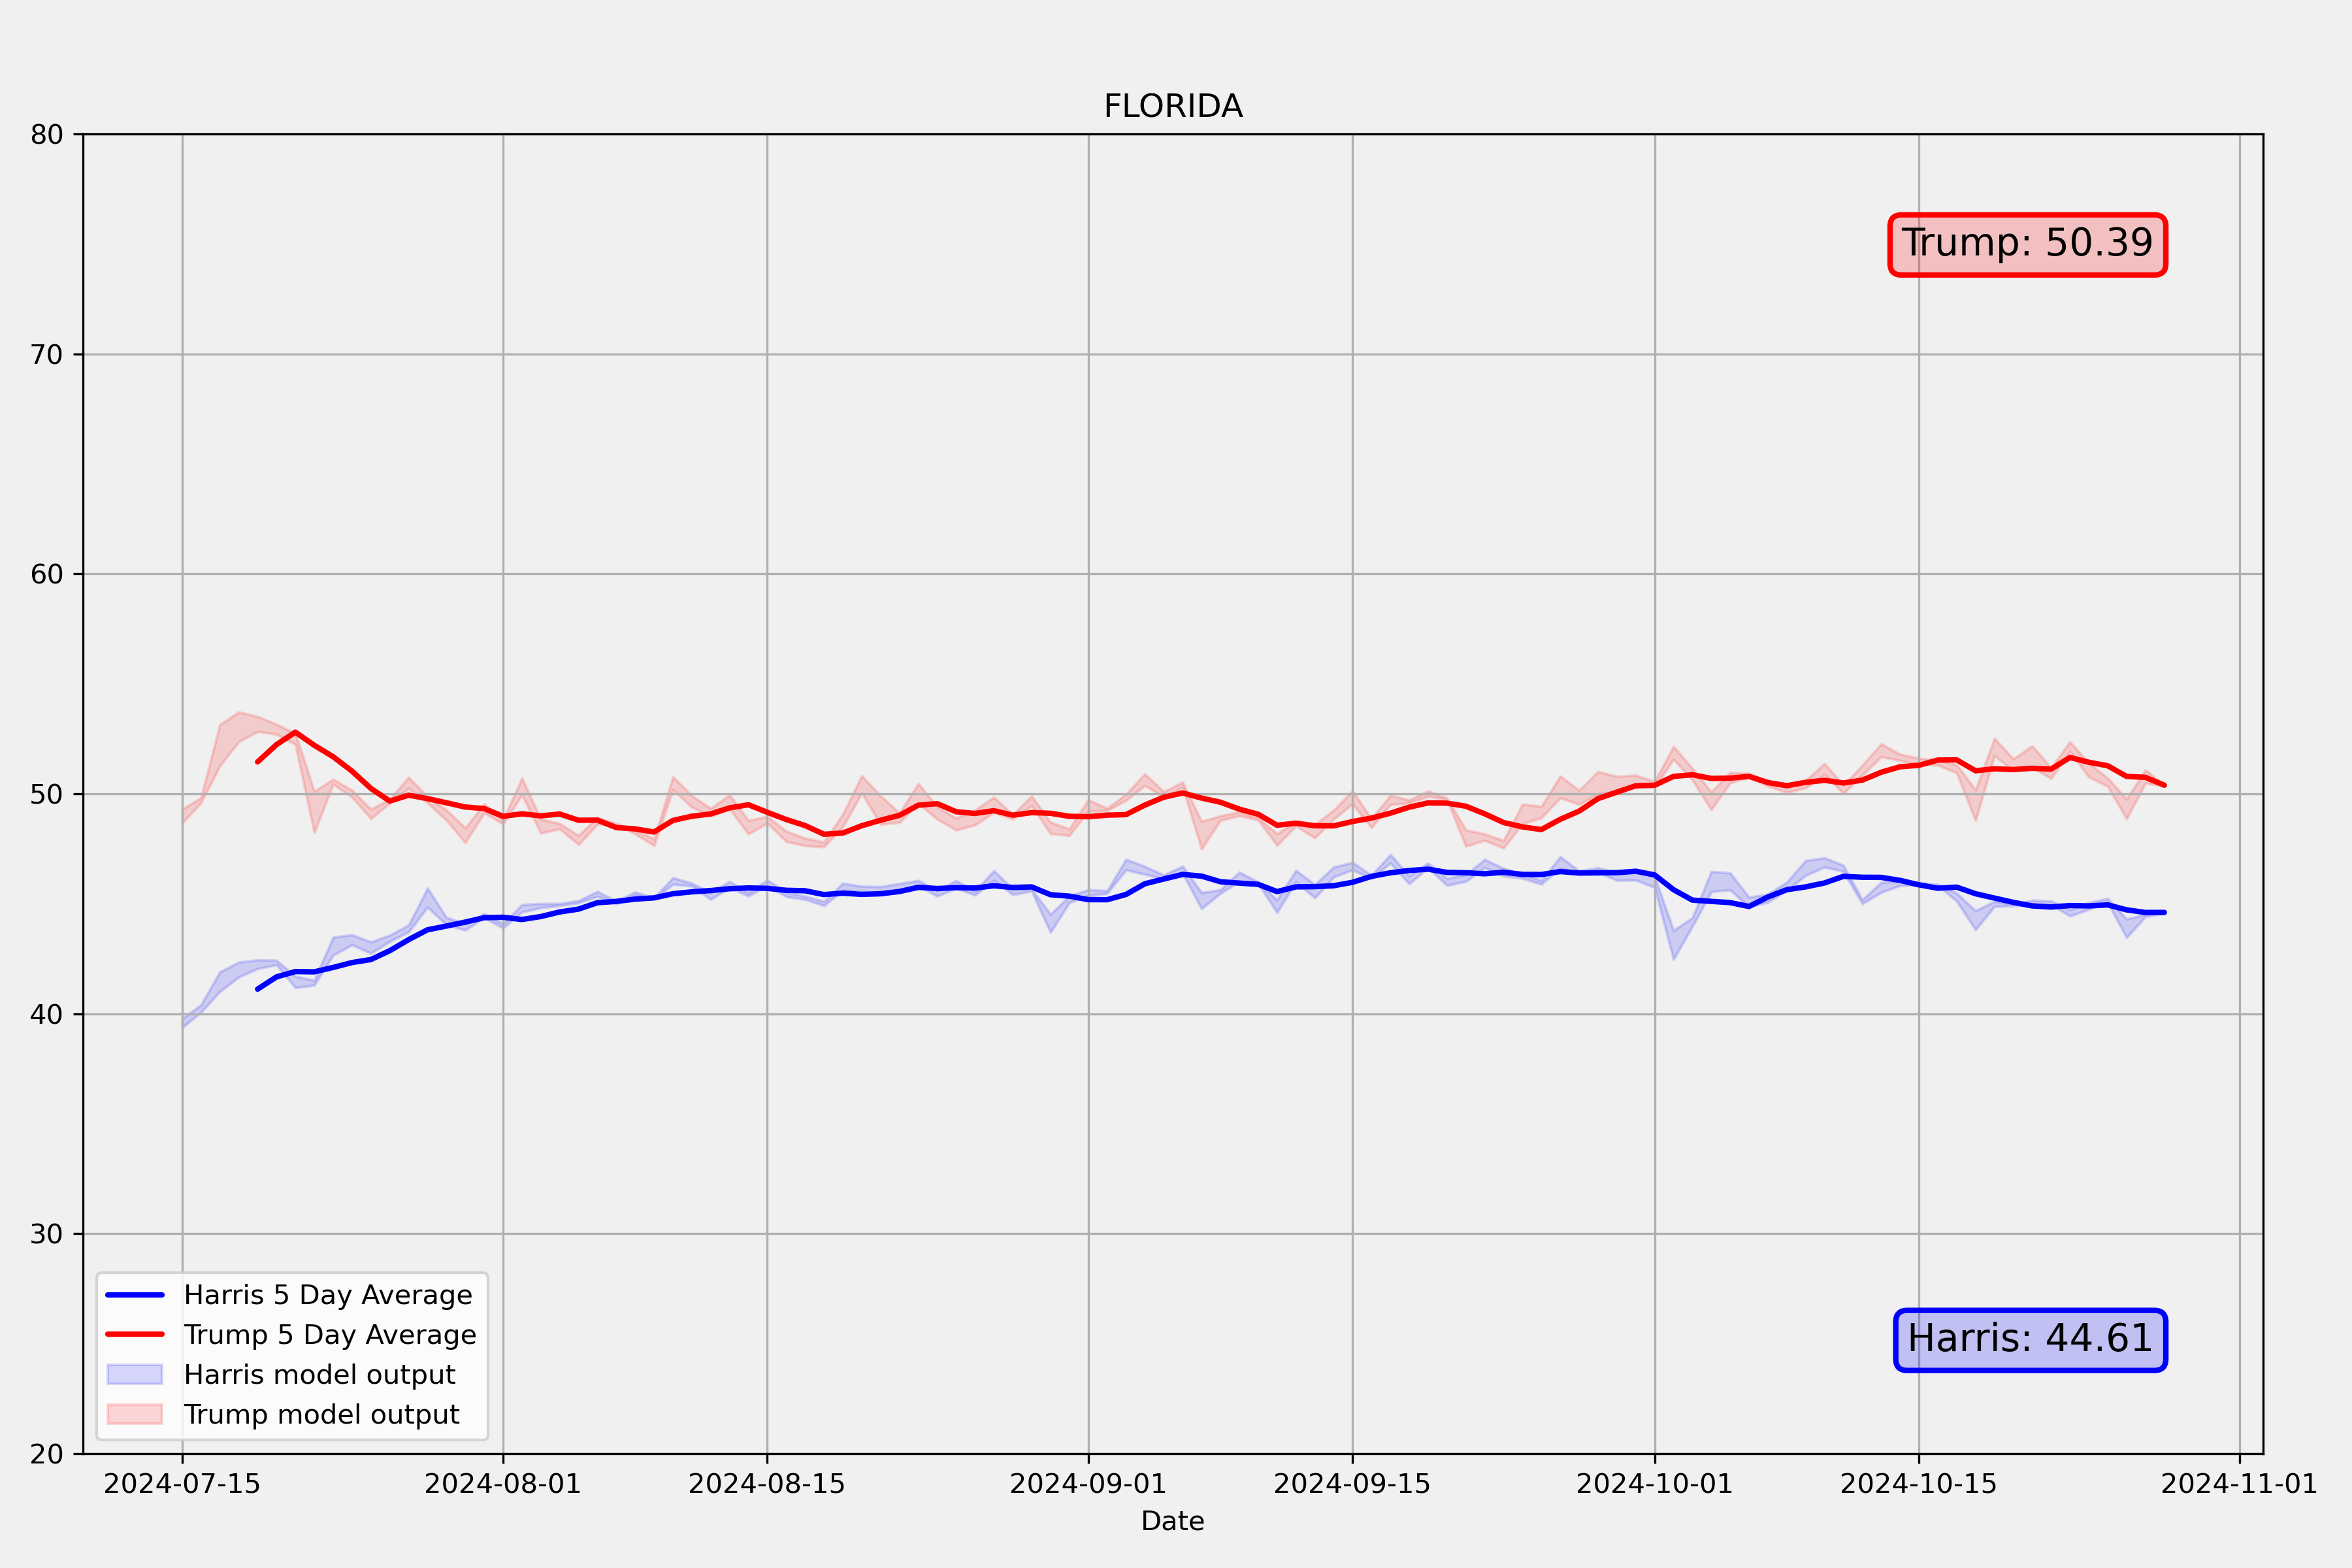 FLORIDA
80
70
60
50
40
30
20
Trump: 50.39
Harris: 44.61
Harris 5 Day Average
Trump 5 Day Average
Harris model output
Trump model output
2024-07-15 2024-08-01 2024-08-15 2024-09-01 2024-09-15 2024-10-01 2024-10-15 2024-11-01
Date